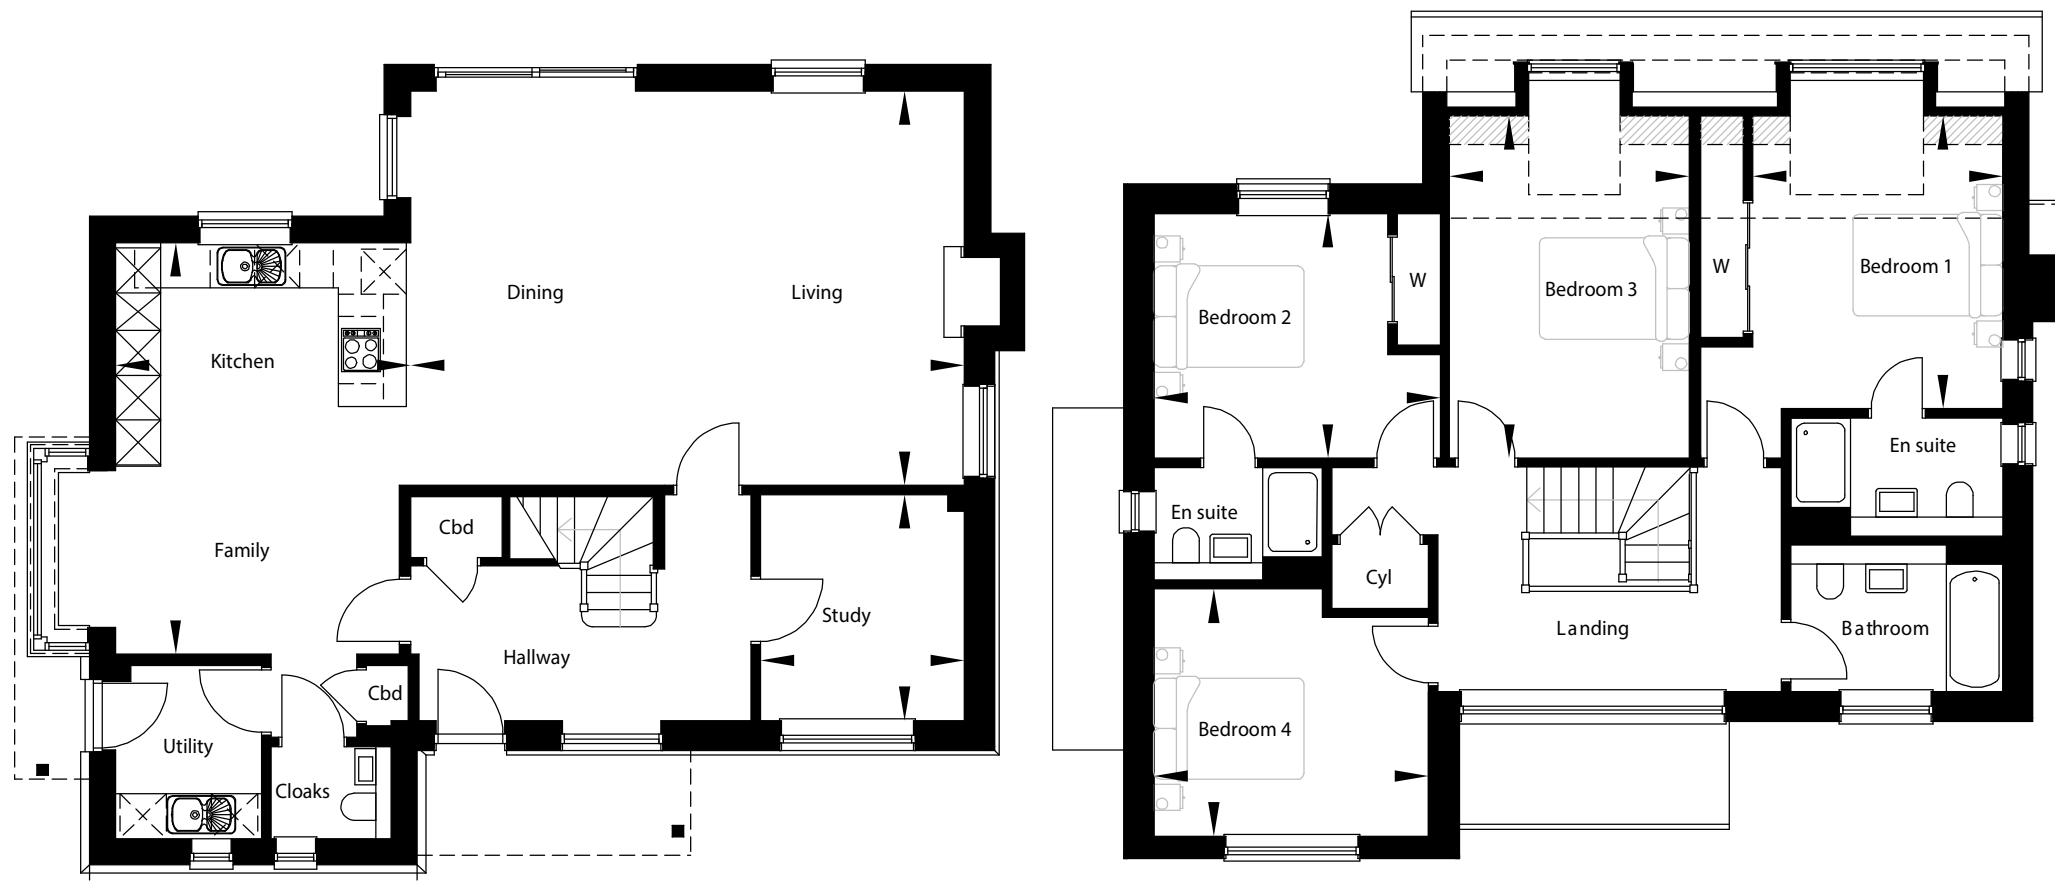 Dining
Living
Kitchen
Cbd
Family
Study
Hallway
Cbd
Utility
Cloaks
Bedroom 1
W
W
Bedroom 3
Bedroom 2
En suite
En suite
Cyl
Landing
Bathroom
Bedroom 4